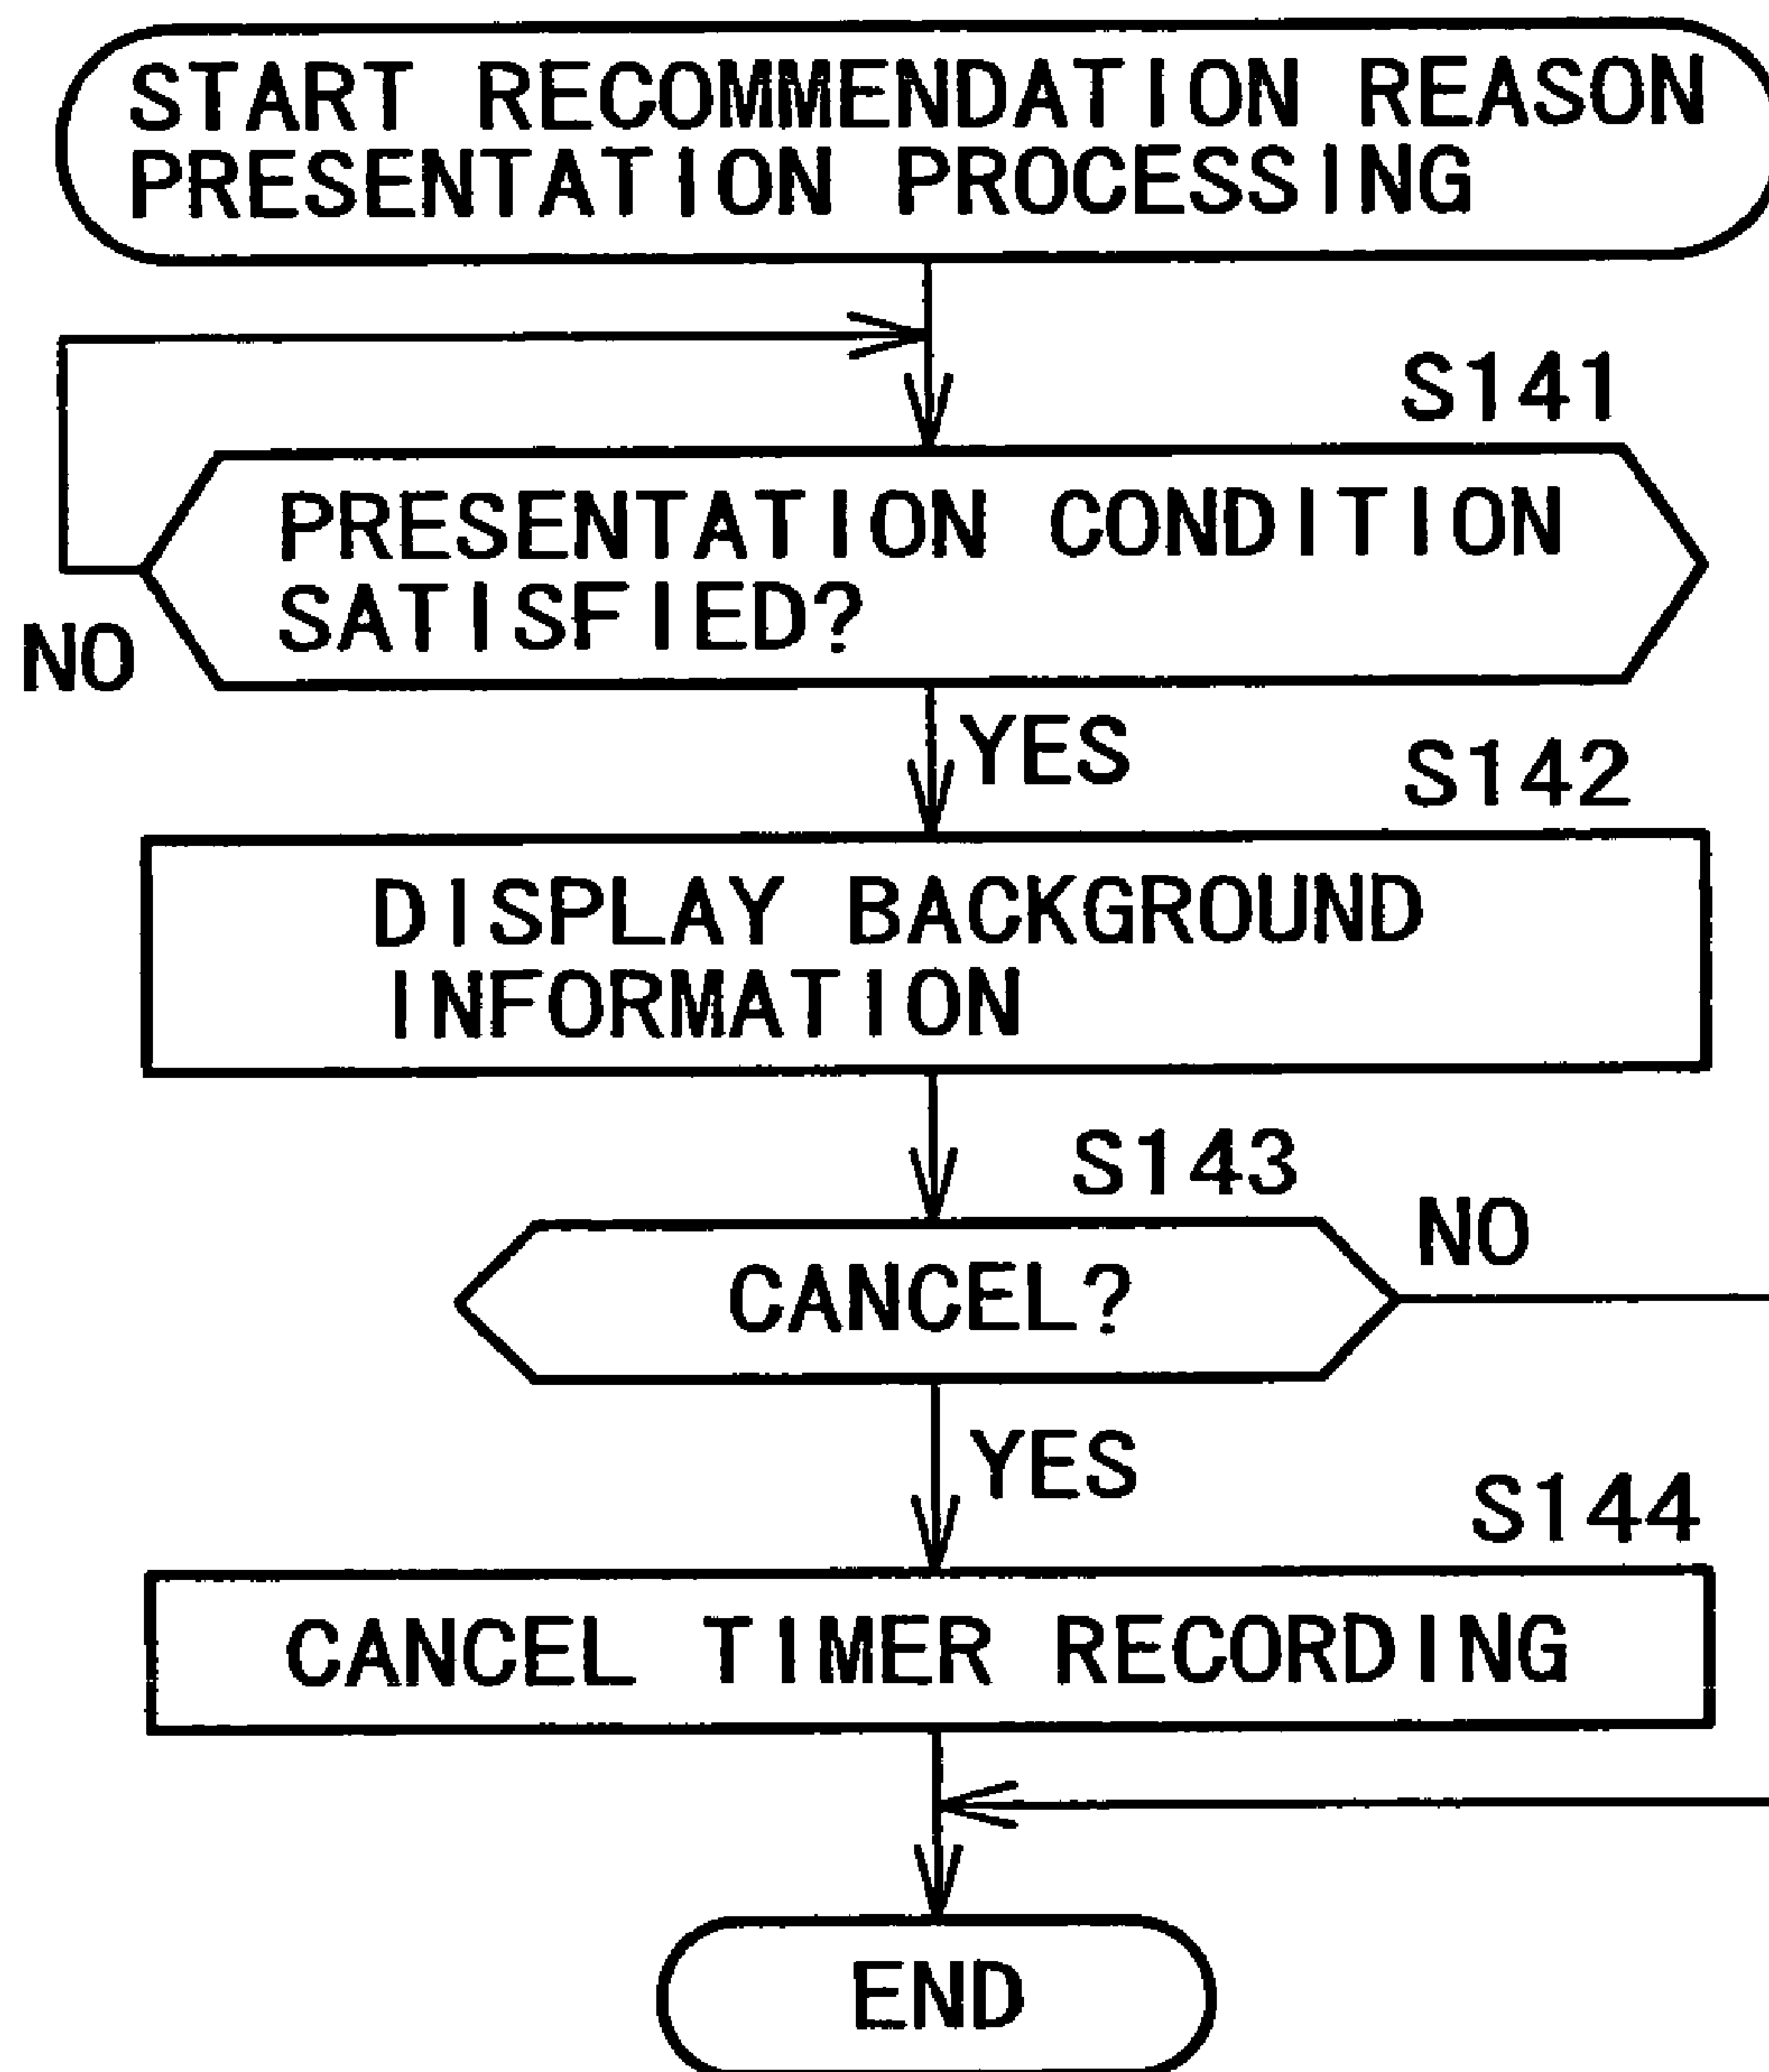 START RECOMMENDATION REASON
PRESENTATION PROCESSING
S141
PRESENTATION CONDITION
SATISFIED?
NO
YES
S142
DISPLAY BACKGROUND
INFORMATION
S143
NO
CANCEL?
YES
S144
CANCEL TIMER RECORDING
END